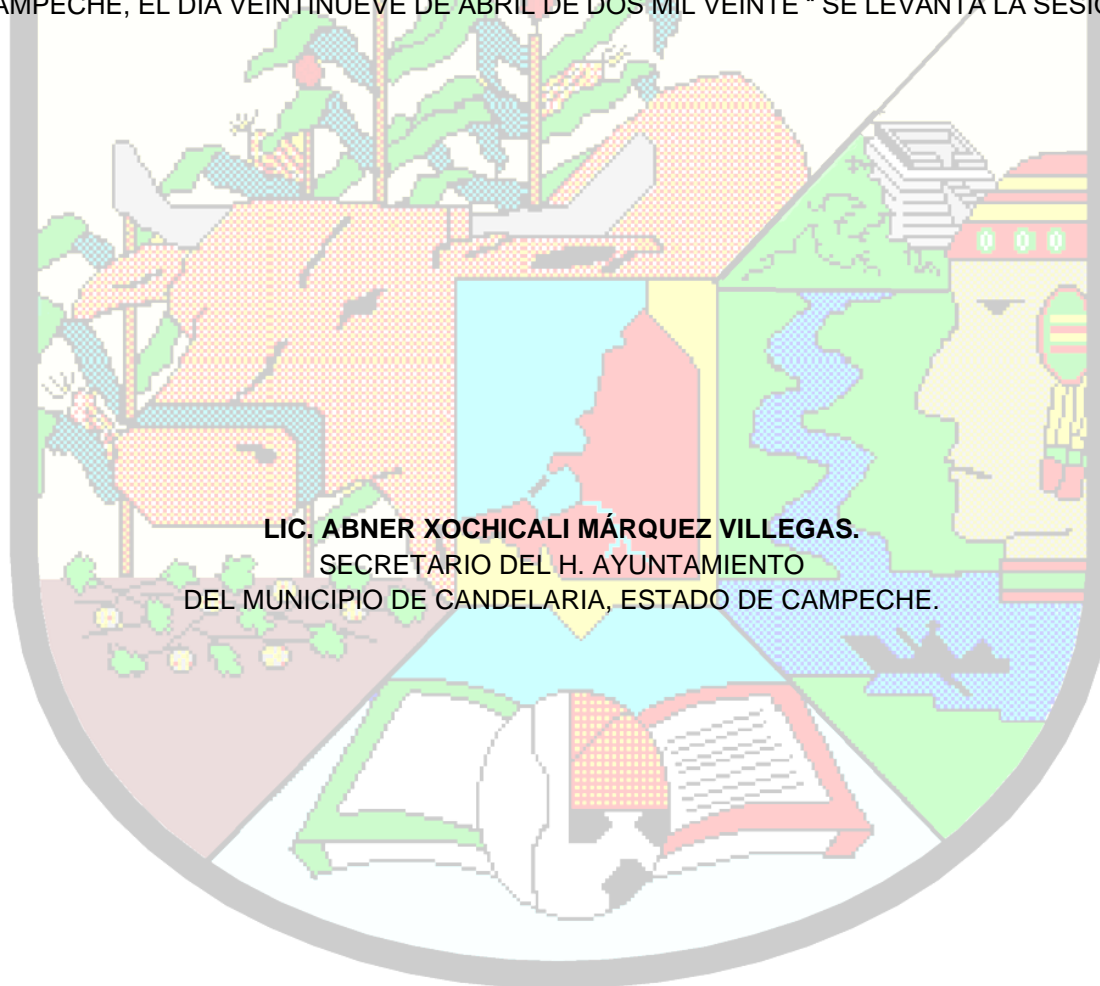 CAMPECHE, EL DÍA VEINTINUEVE DE ABRIL DE DOS MIL VEINTE “ SE LEVANTA LA
LIC. ABNER XOCHICALI MÁRQUEZ VILLEGAS.
SECRETARIO DEL H. AYUNTAMIENTO
DEL MUNICIPIO DE CANDELARIA, ESTADO DE CAMPECHE.